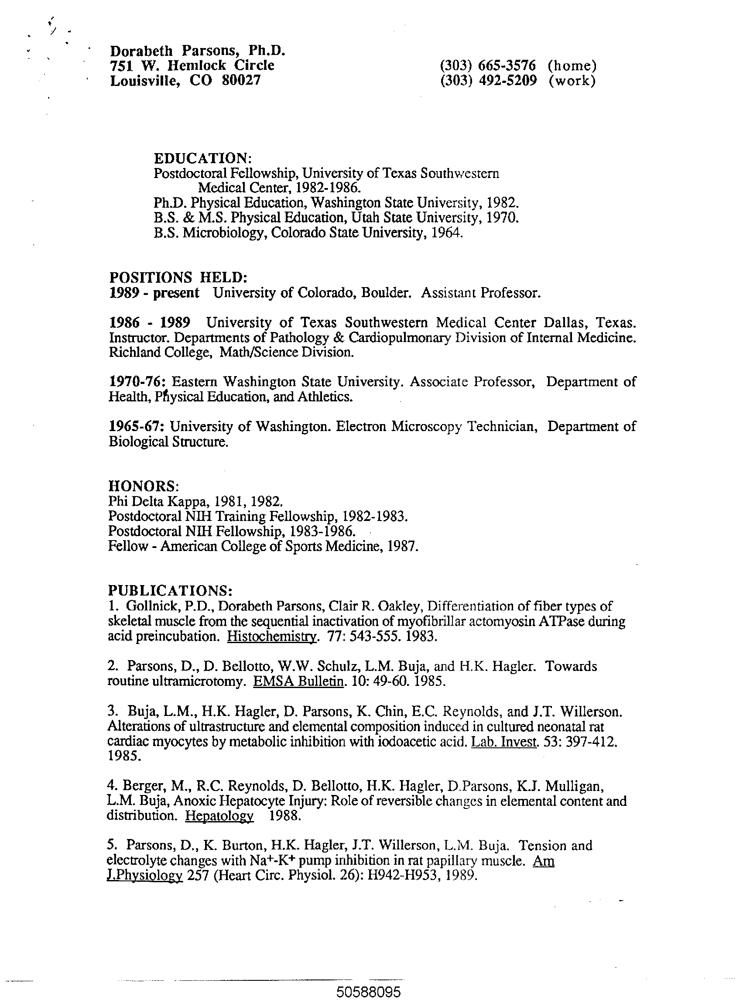 Dorabeth Parsons, Ph.D.
751 W. Hemlock Circle (303) 665-3576 (home)
Louisville, CO 80027 (303) 492-5209 (work)
EDUCATION:
Postdoctoral Fellowship, University of Texas Southwestern
Medical Center, 1982-1986.
Ph.D. Physical Education, Washington State University, 1982.
B.S. & M.S. Physical Education, Utah State University, 1970.
B.S. Microbiology, Colorado State University, 1964.
POSITIONS HELD:
1989 - present University of Colorado, Boulder. Assistant Professor.
1986 - 1989 University of Texas Southwestern Medical Center Dallas, Texas.
Instructor. Departments of Pathology & Cardiopulmonary Division of Internal Medicine.
Richland College, Math/Science Division.
1970-76: Eastern Washington State University. Associate Professor, Department of
Health, Physical Education, and Athletics.
1965-67: University of Washington. Electron Microscopy Technician, Department of
Biological Structure.
HONORS:
Phi Delta Kappa, 1981, 1982.
Postdoctoral NIH Training Fellowship, 1982-1983.
Postdoctoral NIH Fellowship, 1983-1986.
Fellow - American College of Sports Medicine, 1987.
PUBLICATIONS:
1. Gollnick, P.D., Dorabeth Parsons, Clair R. Oakley, Differentiation of fiber types of
skeletal muscle from the sequential inactivation of myofibrillar actomyosin ATPase during
acid preincubation. Histochemistry. 77: 543-555. 1983.
2. Parsons, D., D. Bellotto, W.W. Schulz, L.M. Buja, and H.K. Hagler. Towards
routine ultramicrotomy. EMSA Bulletin. 10: 49-60. 1985.
3. Buja, L.M., H.K. Hagler, D. Parsons, K. Chin, E.C. Reynolds, and J.T. Willerson.
Alterations of ultrastructure and elemental composition induced in cultured neonatal rat
cardiac myocytes by metabolic inhibition with iodoacetic acid. Lab. Invest. 53: 397-412.
1985.
4. Berger, M., R.C. Reynolds, D. Bellotto, H.K. Hagler, D.Parsons, K.J. Mulligan,
L.M. Buja, Anoxic Hepatocyte Injury: Role of reversible changes in elemental content and
distribution. Hepatology 1988.
5. Parsons, D., K. Burton, H.K. Hagler, J.T. Willerson, L.M. Buja. Tension and
electrolyte changes with Na+-K+ pump inhibition in rat papillary muscle. Am
J.Physiology 257 (Heart Circ. Physiol. 26): H942-H953, 1989.
50588095